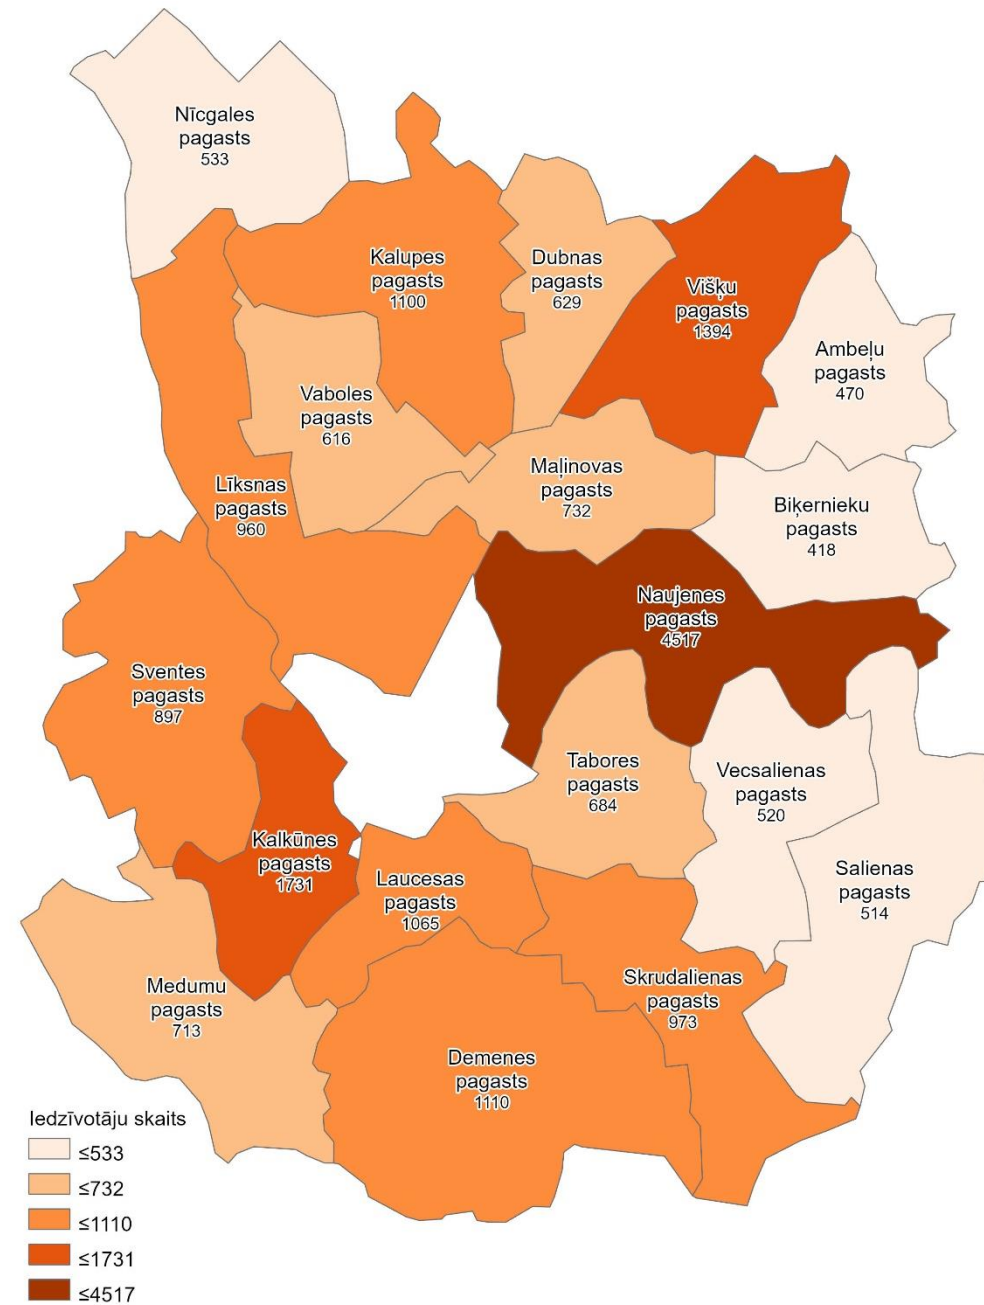 Nīcgales
pagasts
533
Kalupes
pagasts
1100
Dubnas
pagasts
629
Višķu
pagasts
1394
Ambeļu
pagasts
470
Vaboles
pagasts
616
Maļinovas
pagasts
732
Līksnas
pagasts
960
Biķernieku
pagasts
418
Naujenes
pagasts
4517
Sventes
pagasts
897
Tabores
pagasts
684
Vecsalienas
pagasts
520
Kalkūnes
pagasts
1731
Laucesas
pagasts
1065
Salienas
pagasts
514
Medumu
pagasts
713
Skrudalienas
pagasts
973
Demenes
pagasts
1110
Iedzīvotāju skaits
≤533
≤732
≤1110
≤1731
≤4517